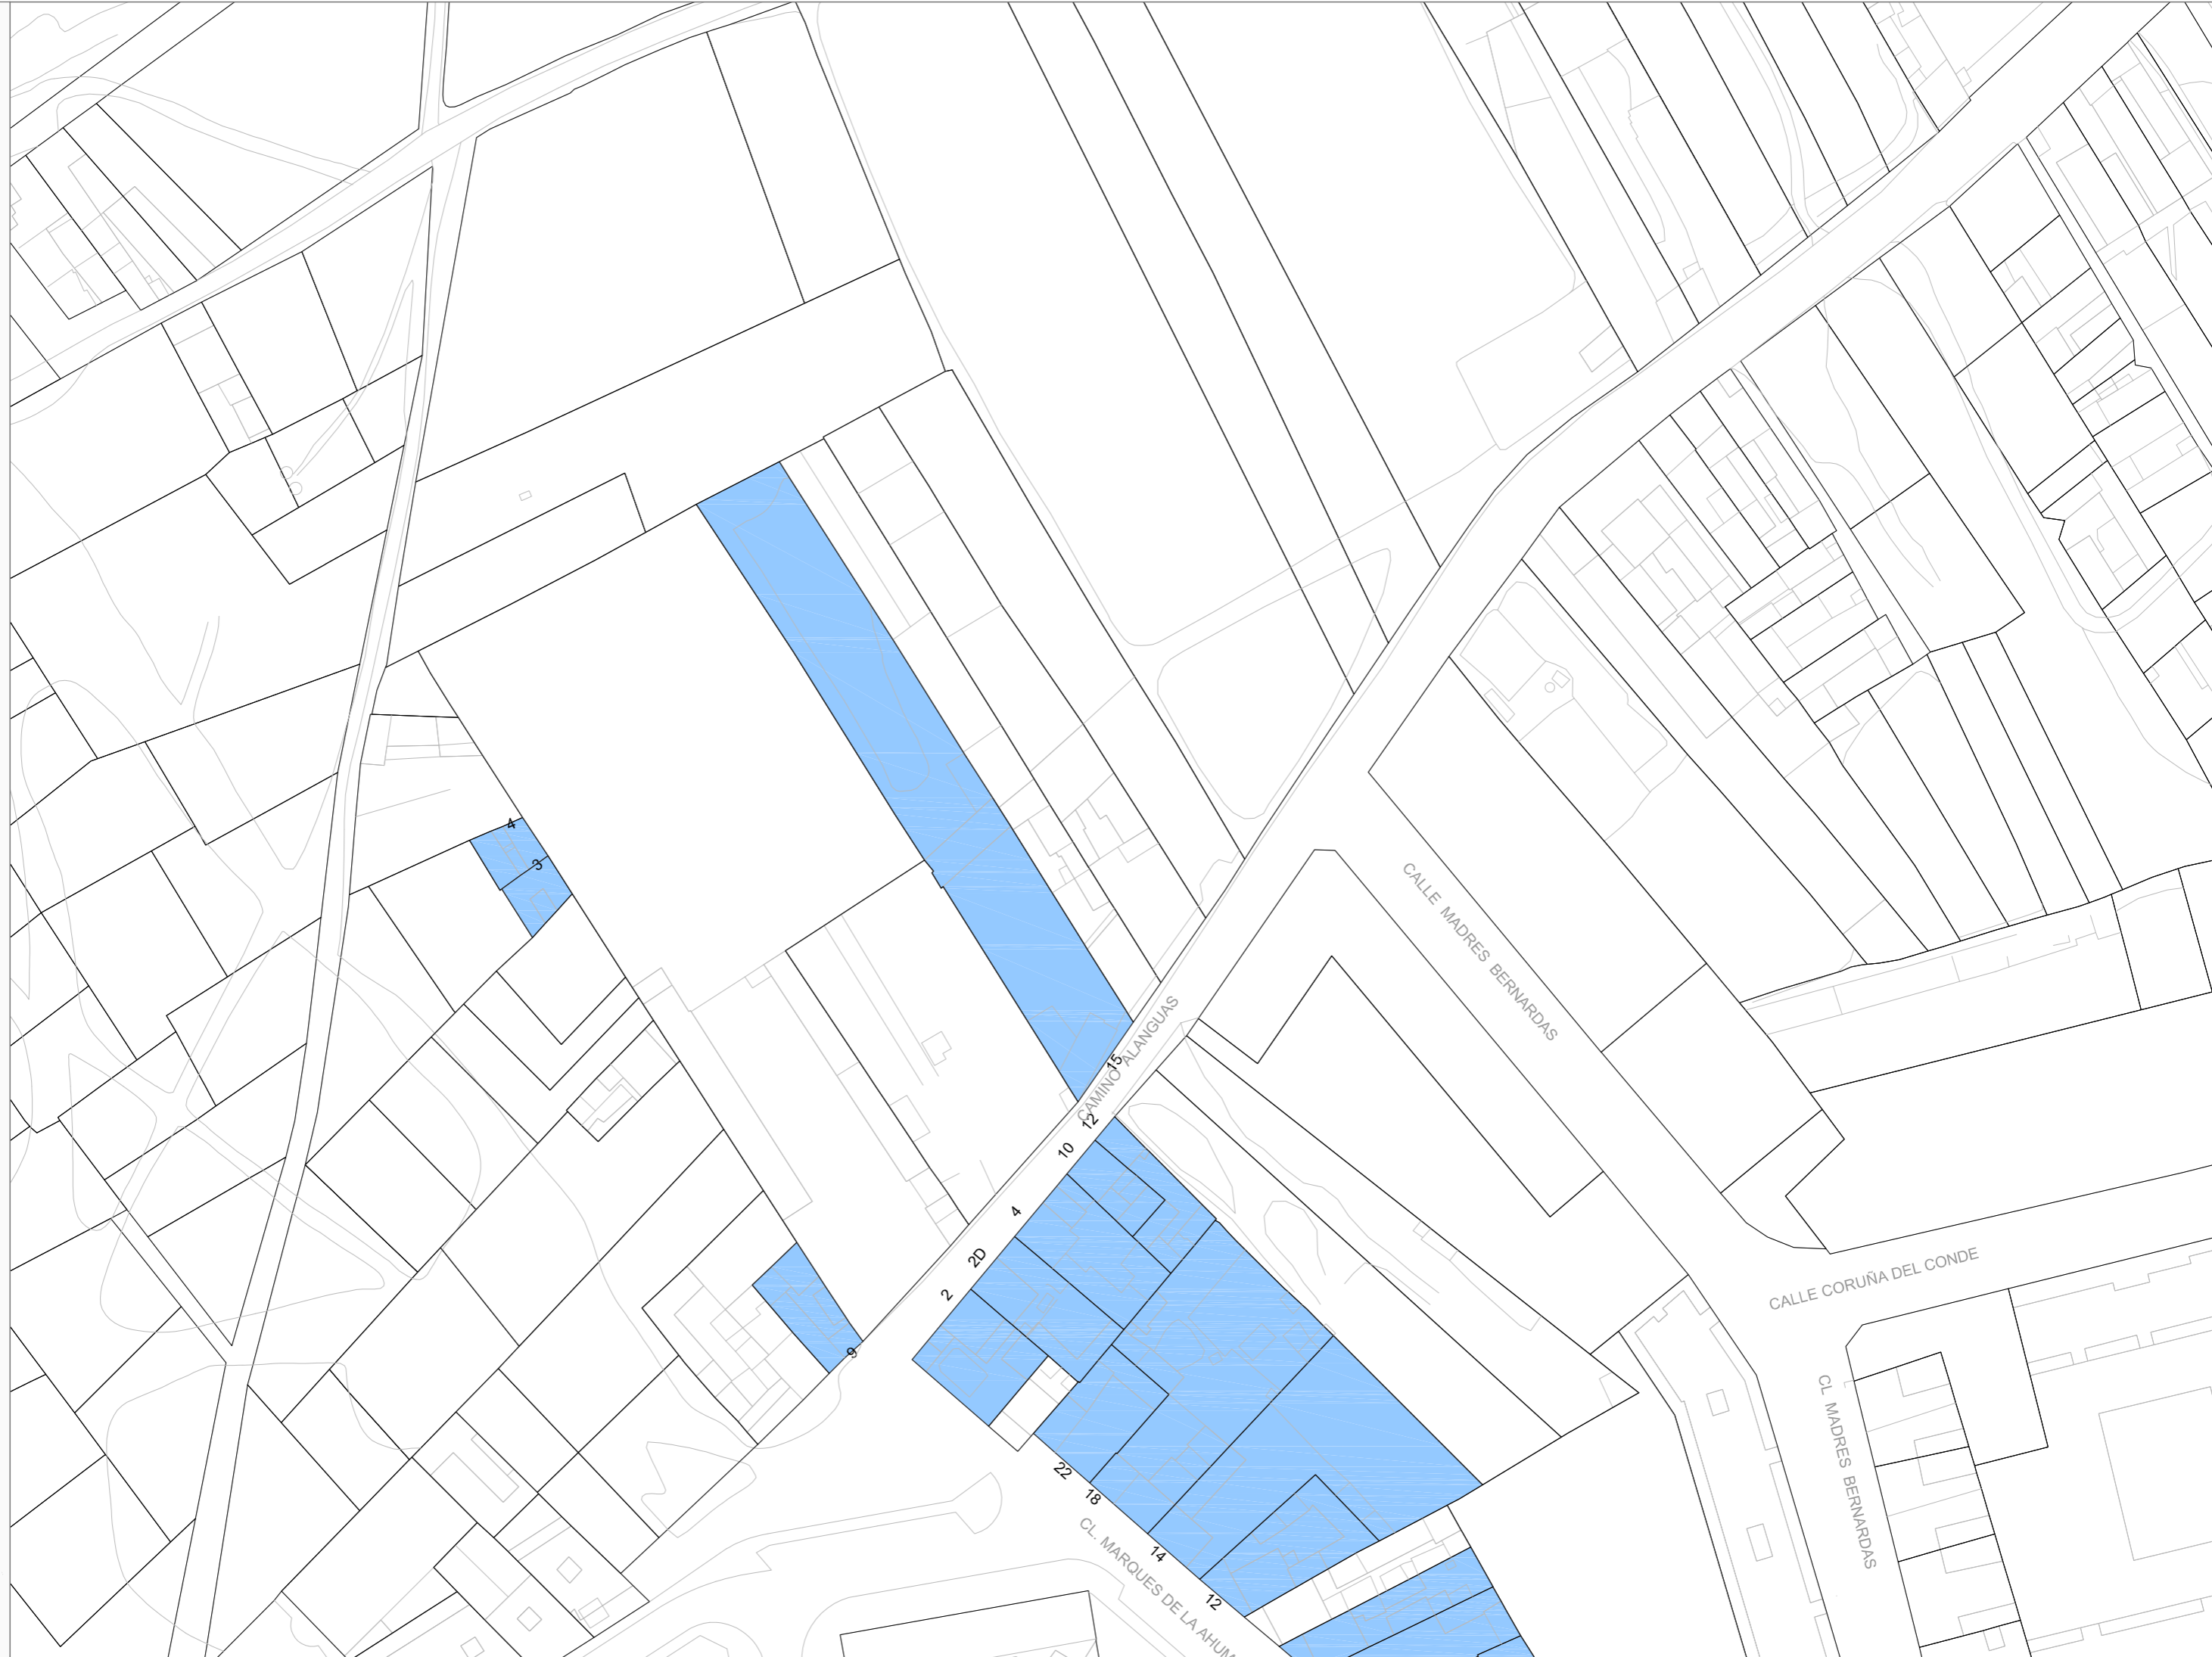 4
3
CALLE MADRES BERNARDAS
CAMINO ALANGUAS
15
12
10
4
2D
2
9
CALLE CORUÑA DEL CONDE
CL MADRES BERNARDAS
22
18
14
12
CL. MARQUES DE LA AHUM